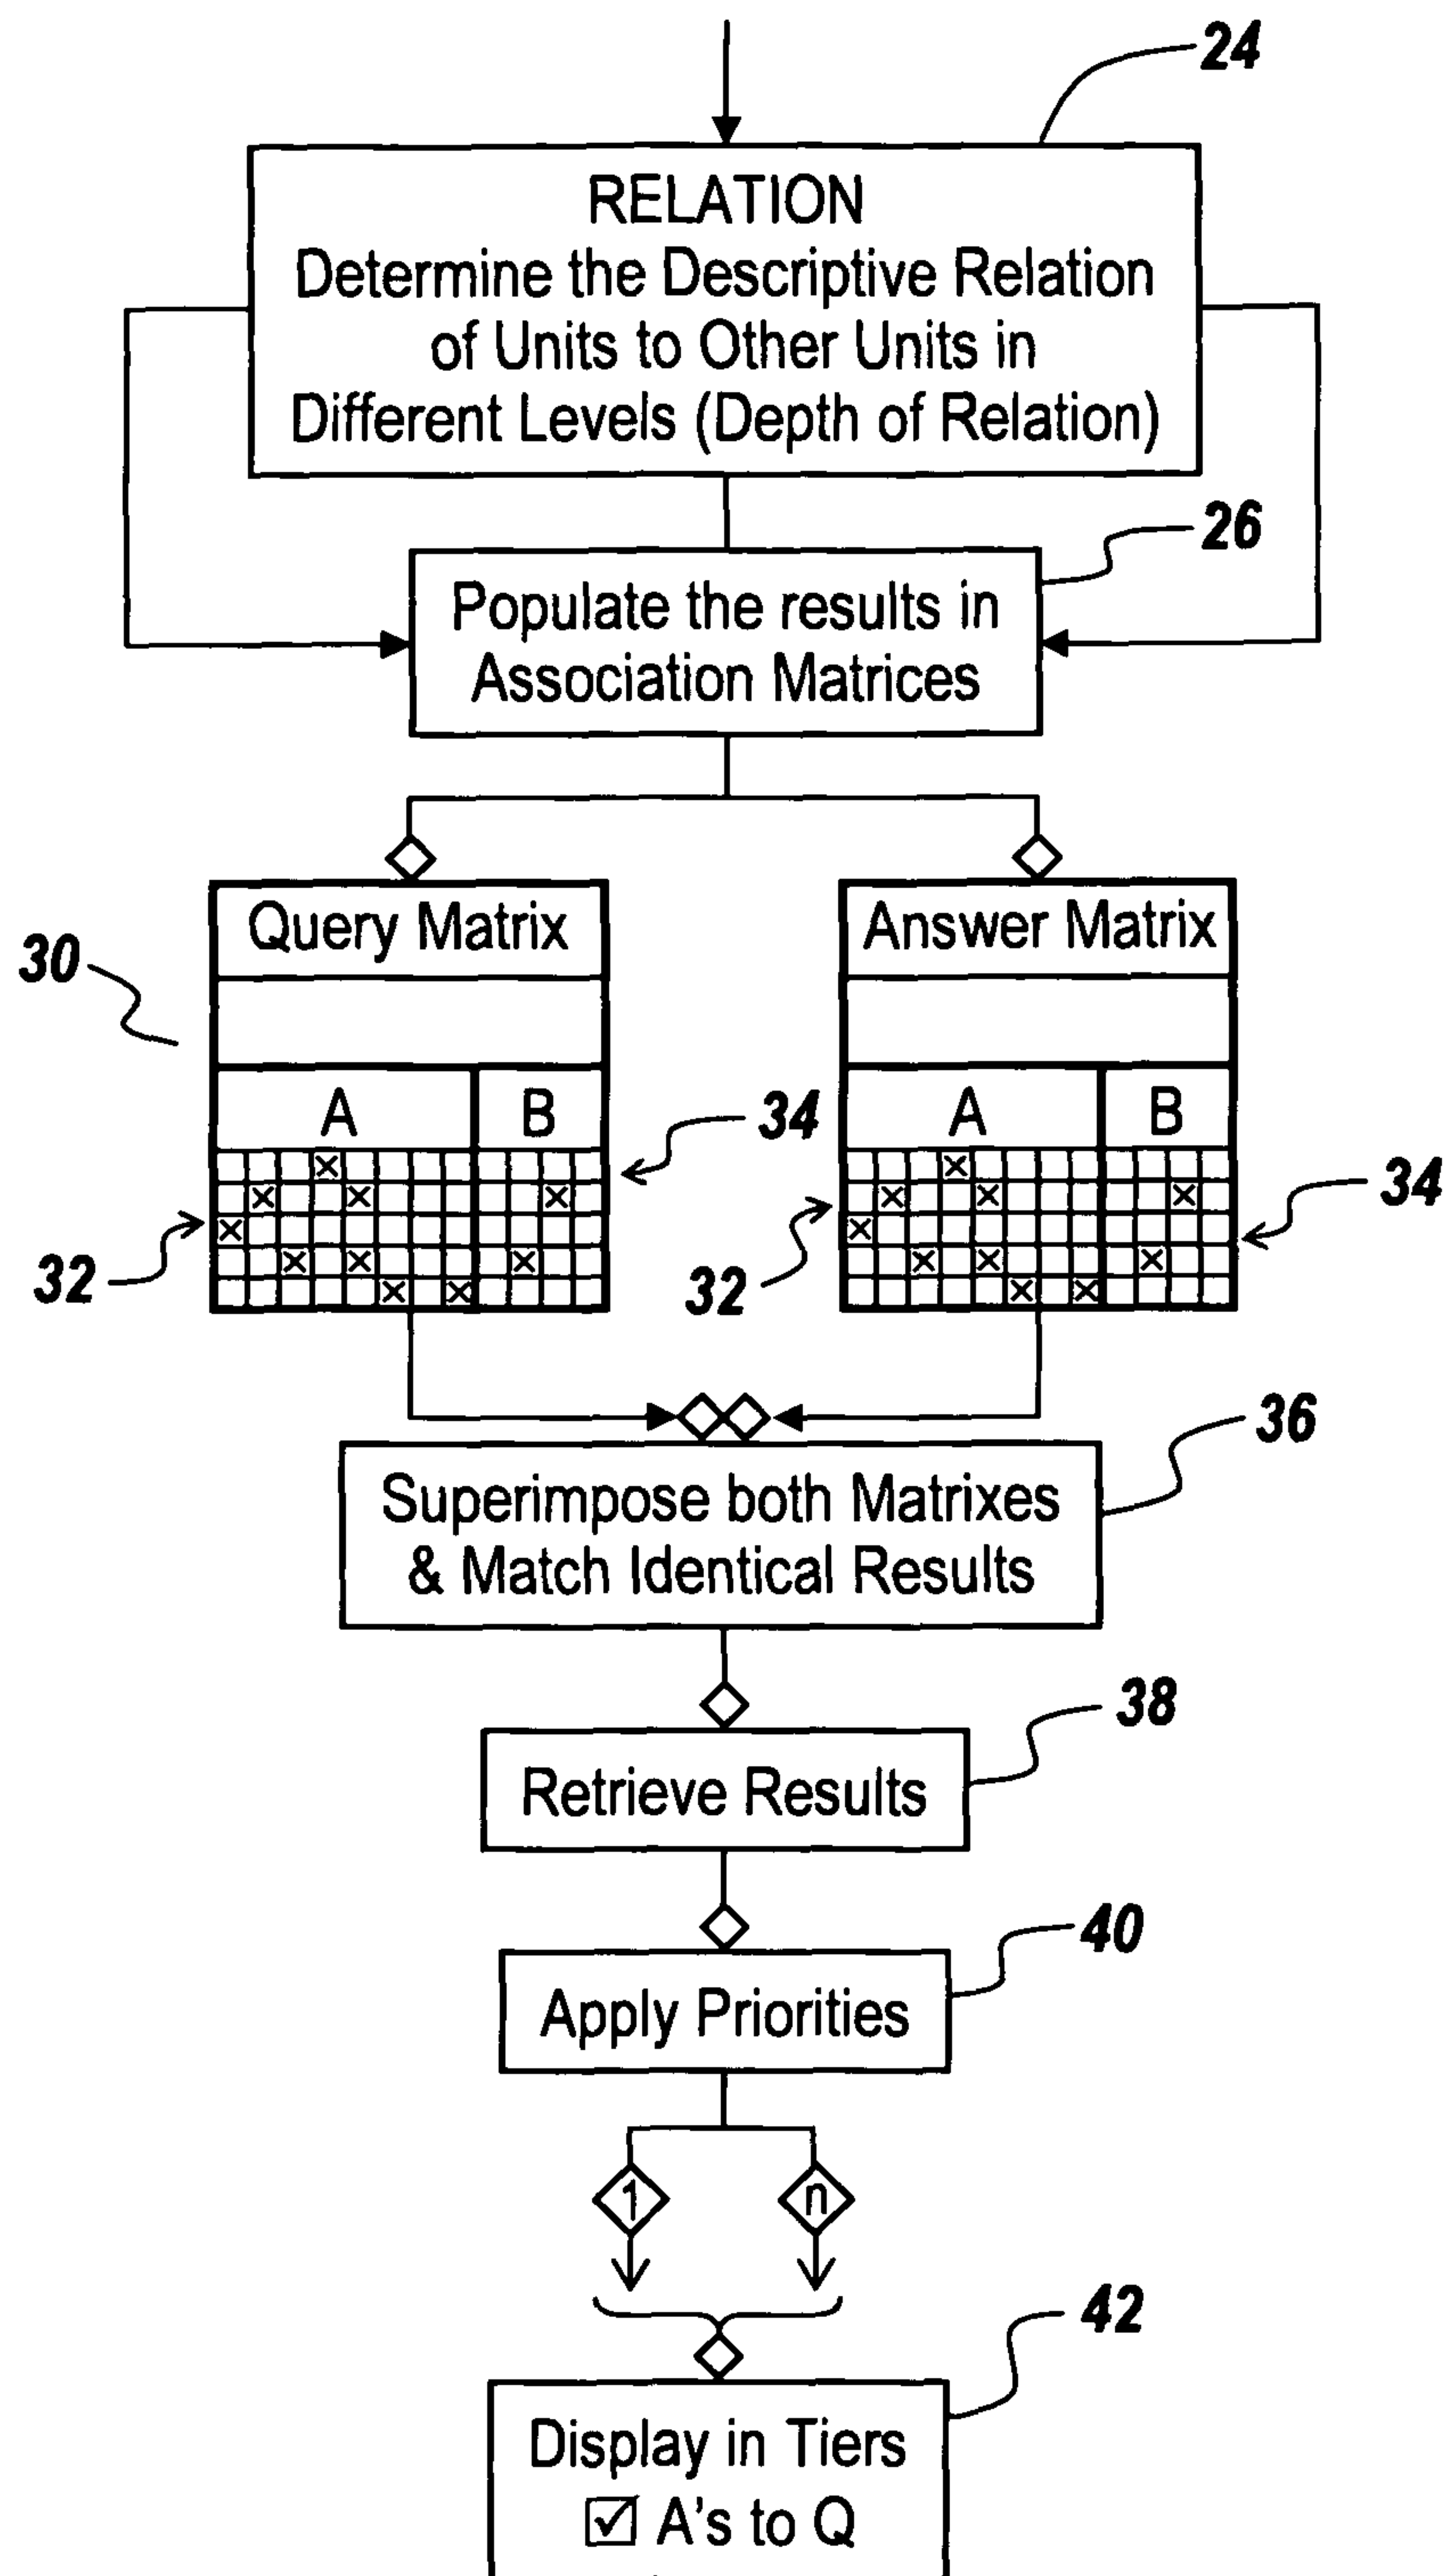 24
RELATION
Determine the Descriptive Relation
of Units to Other Units in
Different Levels (Depth of Relation)
26
Populate the results in
Association Matrices
Query Matrix
Answer Matrix
30
A
B
A
B
34
34
32
32
36
Superimpose both Matrixes
& Match Identical Results
38
Retrieve Results
40
Apply Priorities
1
n
42
Display in Tiers
☑ A's to Q